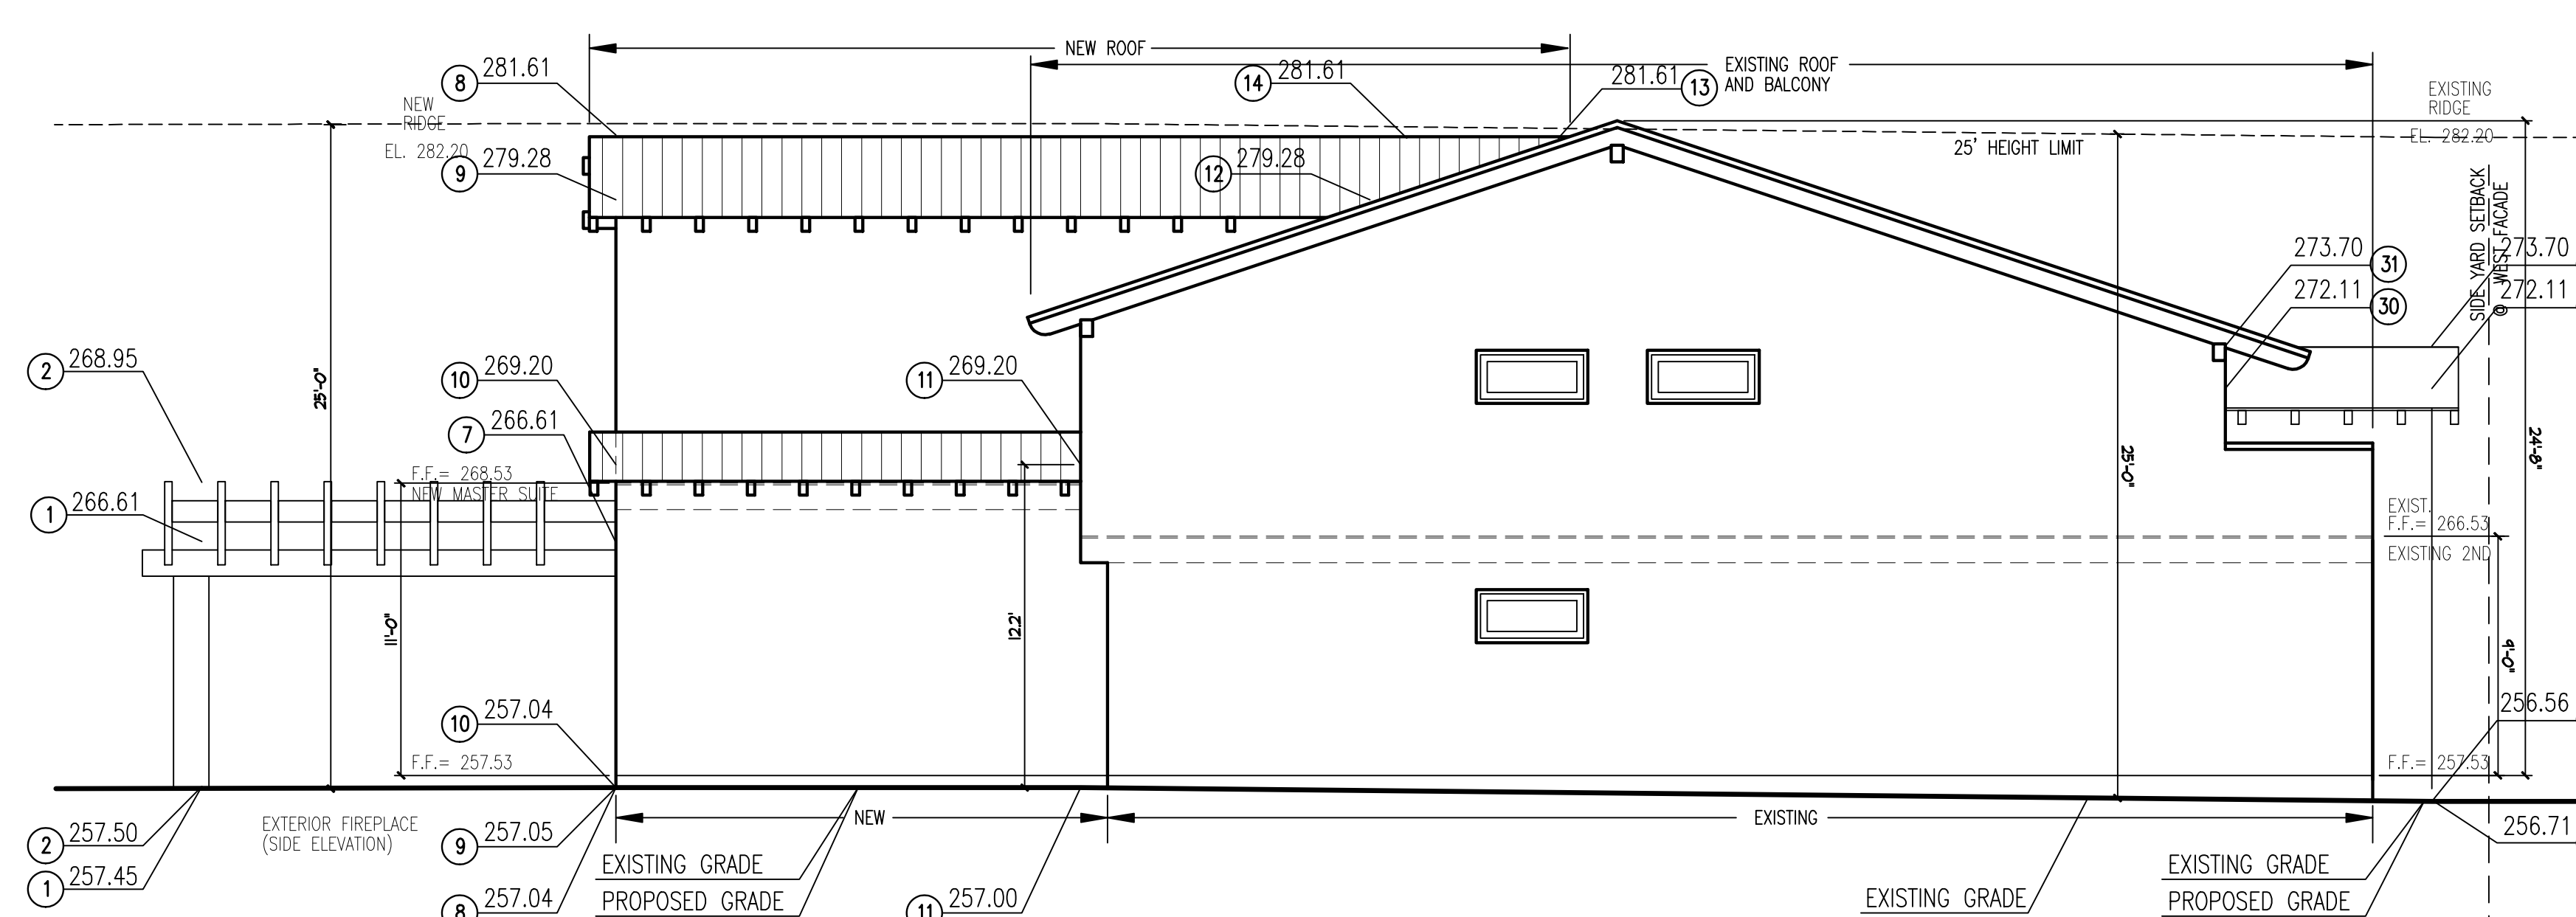 NEW ROOF
8 281.61
14 281.61
281.61 13
EXISTING ROOF
AND BALCONY
NEW
RIDGE
EL. 282.20
EXISTING
RIDGE
EL. 282.20
25' HEIGHT LIMIT
9 279.28
12 279.28
SIDE YARD SETBACK
@ WEST FACADE
273.70 31
273.70
272.11 30
272.11
2 268.95
25'-0"
10 269.20
11 269.20
7 266.61
F.F.= 268.53
NEW MASTER SUITE
1 266.61
25'-0"
24'-8"
EXIST.
F.F.= 266.53
EXISTING 2ND
11'-0"
12.2'
9'-0"
10 257.04
256.56
F.F.= 257.53
F.F.= 257.53
2 257.50
1 257.45
EXTERIOR FIREPLACE
(SIDE ELEVATION)
9 257.05
8 257.04
NEW
EXISTING
EXISTING GRADE
PROPOSED GRADE
11 257.00
EXISTING GRADE
EXISTING GRADE
PROPOSED GRADE
256.71